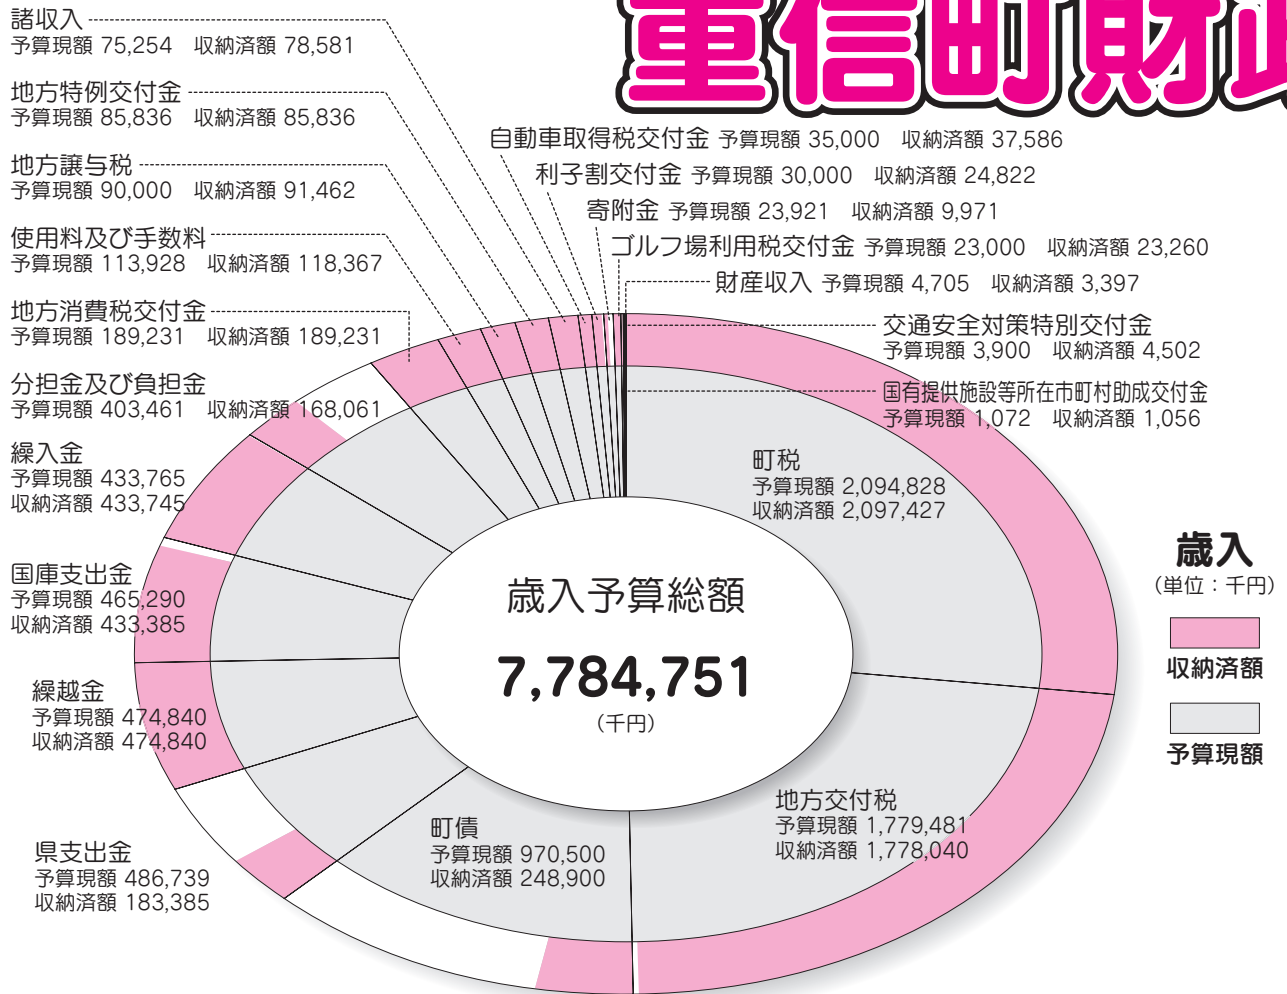 重信町財政
諸収入
予算現額 75,254 収納済額 78,581
地方特例交付金
予算現額 85,836 収納済額 85,836
地方譲与税
予算現額 90,000 収納済額 91,462
使用料及び手数料
予算現額 113,928 収納済額 118,367
地方消費税交付金
予算現額 189,231 収納済額 189,231
分担金及び負担金
予算現額 403,461 収納済額 168,061
繰入金
予算現額 433,765
収納済額 433,745
国庫支出金
予算現額 465,290
収納済額 433,385
繰越金
予算現額 474,840
収納済額 474,840
県支出金
予算現額 486,739
収納済額 183,385
自動車取得税交付金 予算現額 35,000 収納済額 37,586
利子割交付金 予算現額 30,000 収納済額 24,822
寄附金 予算現額 23,921 収納済額 9,971
ゴルフ場利用税交付金 予算現額 23,000 収納済額 23,260
財産収入 予算現額 4,705 収納済額 3,397
交通安全対策特別交付金
予算現額 3,900 収納済額 4,502
国有提供施設等所在市町村助成交付金
予算現額 1,072 収納済額 1,056
町税
予算現額 2,094,828
収納済額 2,097,427
歳入予算総額
7,784,751
（千円）
地方交付税
予算現額 1,779,481
収納済額 1,778,040
町債
予算現額 970,500
収納済額 248,900
歳入
（単位：千円）
収納済額
予算現額